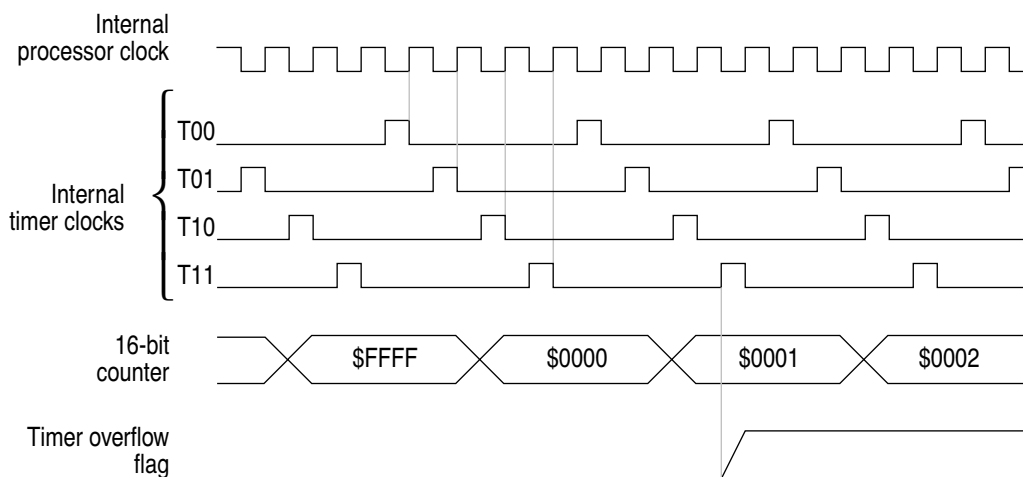 Internal
processor clock
T00
T01
Internal
timer clocks
T10
T11
16-bit
counter
$FFFF
$0000
$0001
$0002
Timer overflow
flag